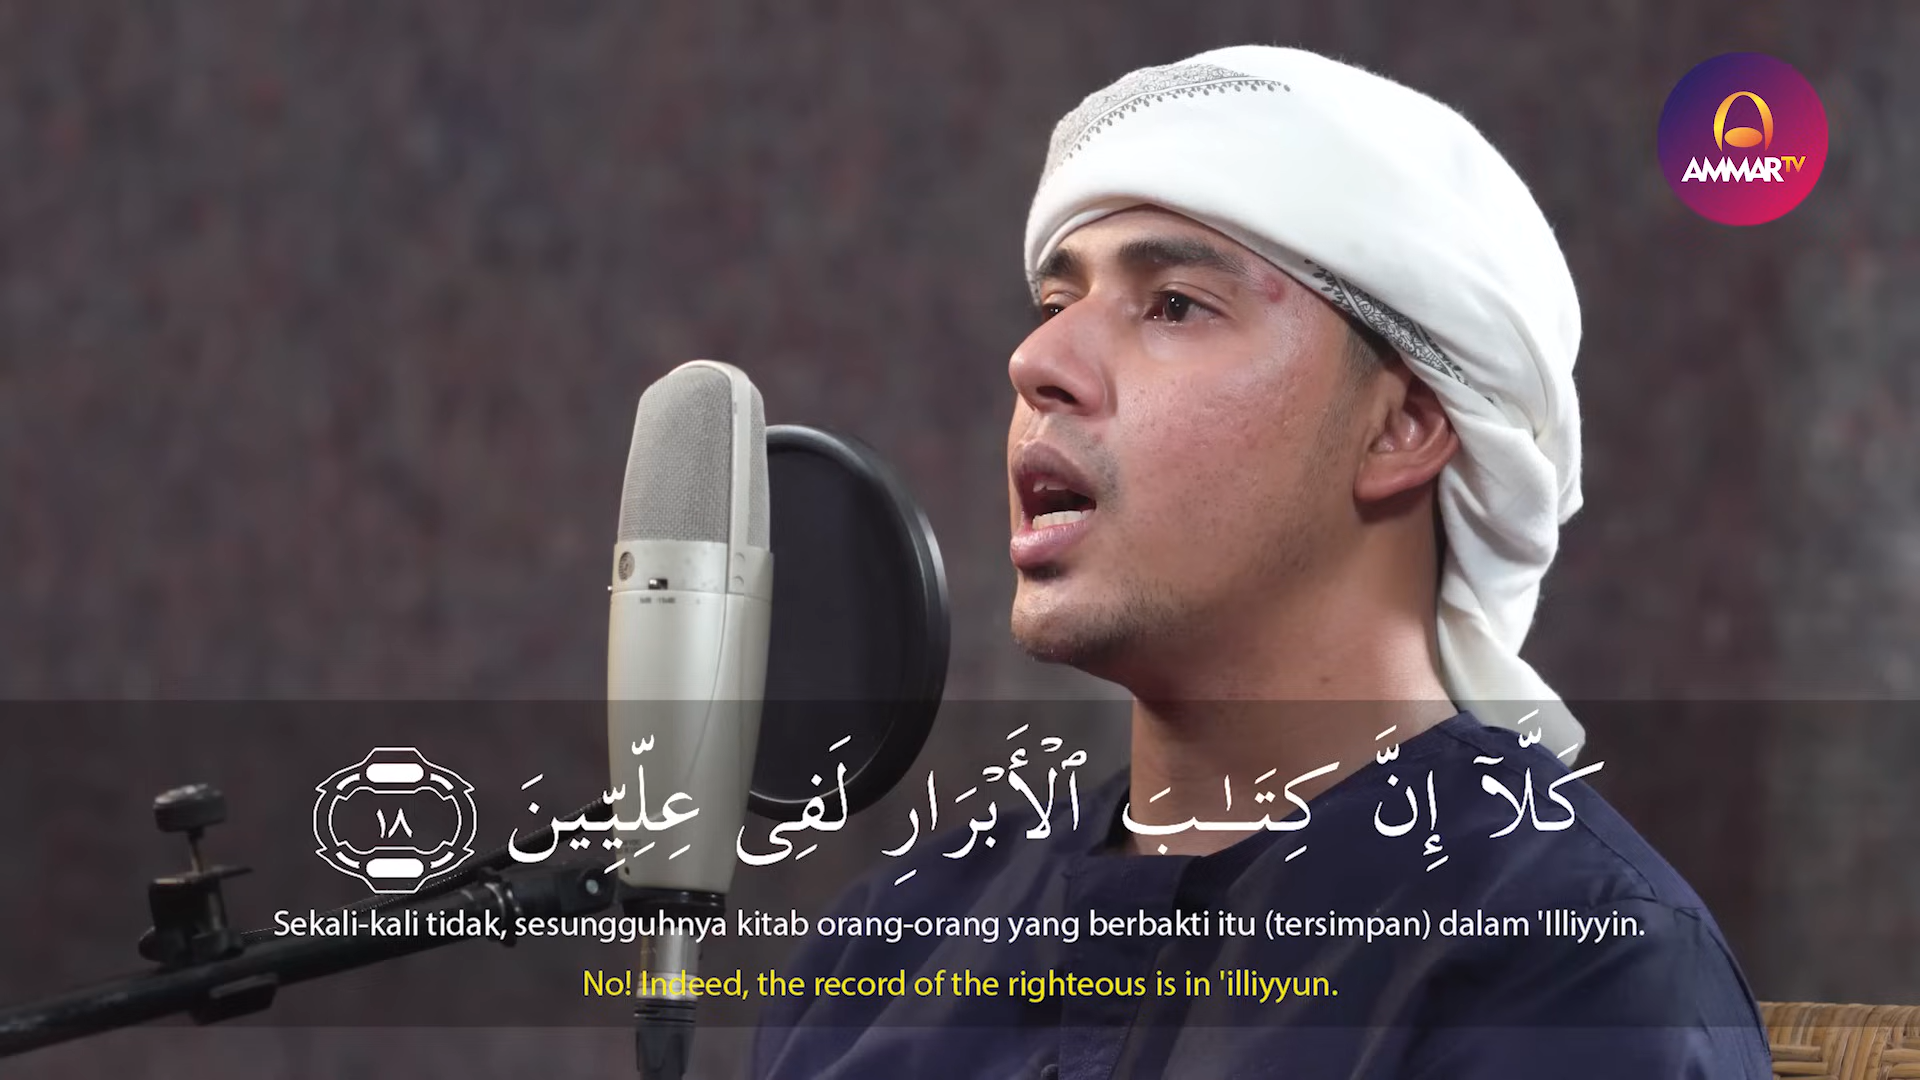 AMMARTV
كَلَّآ إِنَّ كِتَـٰبَ ٱلْأَبْرَارِ لَفِى عِلِّيِّينَ ١٨
Sekali-kali tidak, sesungguhnya kitab orang-orang yang berbakti itu (tersimpan) dalam 'Illiyyin.
No! Indeed, the record of the righteous is in 'illiyyun.